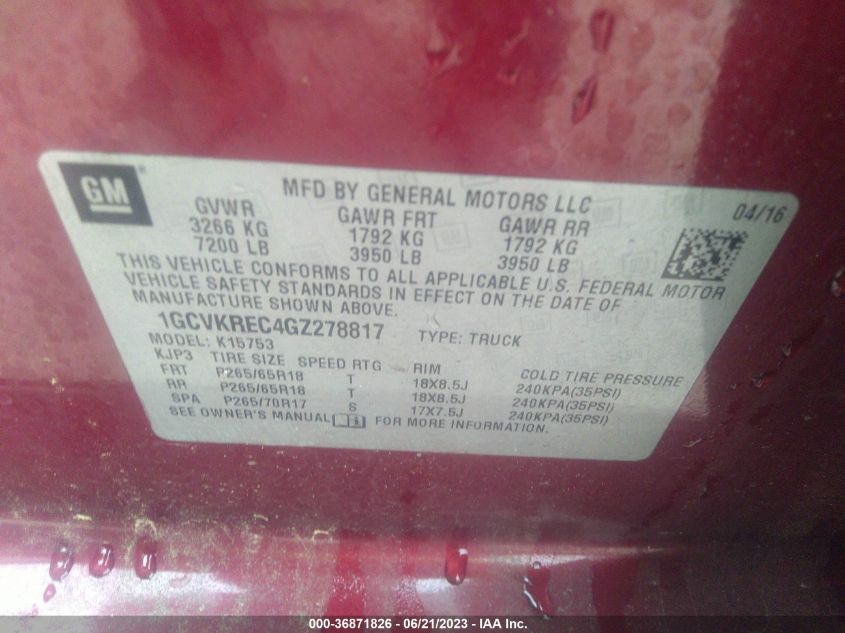 GM
MFD BY GENERAL MOTORS LLC
04/16
GVWR GAWR FRT GAWR RR
3266 KG 1792 KG 1792 KG
7200 LB 3950 LB 3950 LB
THIS VEHICLE CONFORMS TO ALL APPLICABLE U.S. FEDERAL MOTOR
VEHICLE SAFETY STANDARDS IN EFFECT ON THE DATE OF
MANUFACTURE SHOWN ABOVE.
1GCVKREC4GZ278817 TYPE: TRUCK
MODEL: K15753
KJP3 TIRE SIZE SPEED RTG RIM COLD TIRE PRESSURE
FRT P265/65R18 T 18X8.5J 240KPA(35PSI)
RR P265/65R18 T 18X8.5J 240KPA(35PSI)
SPA P265/70R17 S 17X7.5J 240KPA(35PSI)
SEE OWNER'S MANUAL FOR MORE INFORMATION.
000-36871826 - 06/21/2023 - IAA Inc.